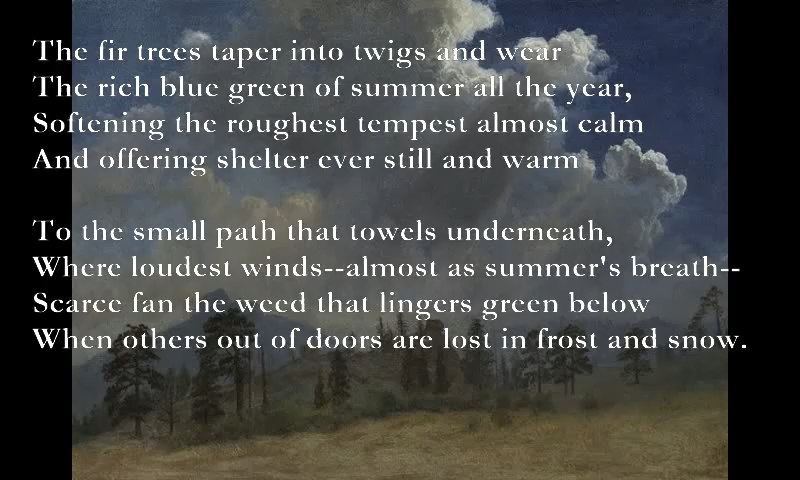 The fir trees taper into twigs and wear
The rich blue green of summer all the year,
Softening the roughest tempest almost calm
And offering shelter ever still and warm
To the small path that towels underneath,
Where loudest winds--almost as summer's breath--
Scarce fan the weed that lingers green below
When others out of doors are lost in frost and snow.